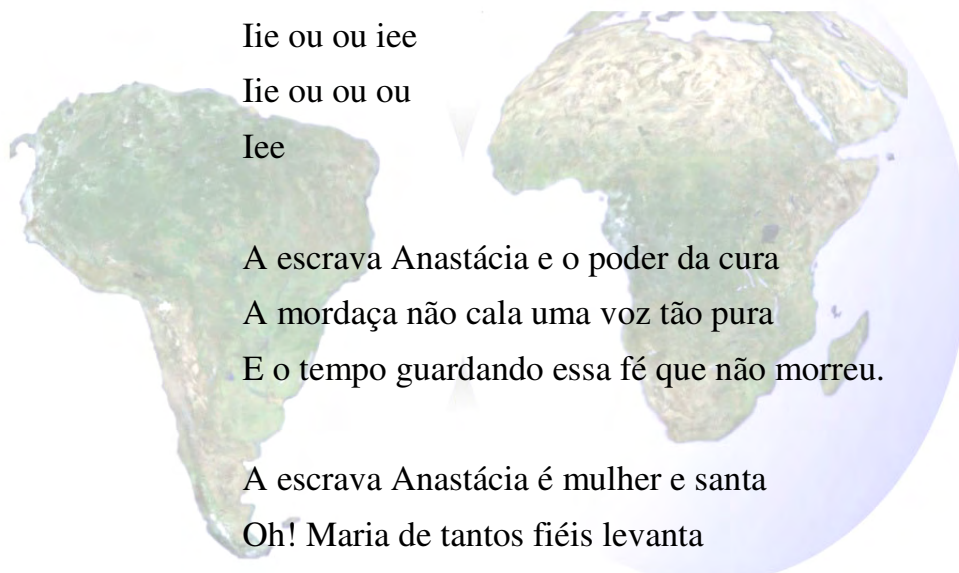 Iie ou ou iee
Iie ou ou ou
Iee
A escrava Anastácia e o poder da cura
A mordaça não cala uma voz tão pura
E o tempo guardando essa fé que não morreu.
A escrava Anastácia é mulher e santa
Oh! Maria de tantos fiéis levanta